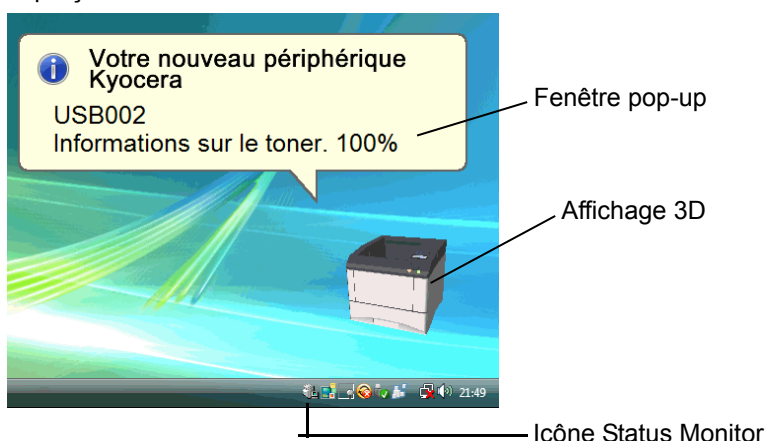 Votre nouveau périphérique
Kyocera
USB002
Informations sur le toner. 100%
Fenêtre pop-up
Affichage 3D
21:49
Icône Status Monitor